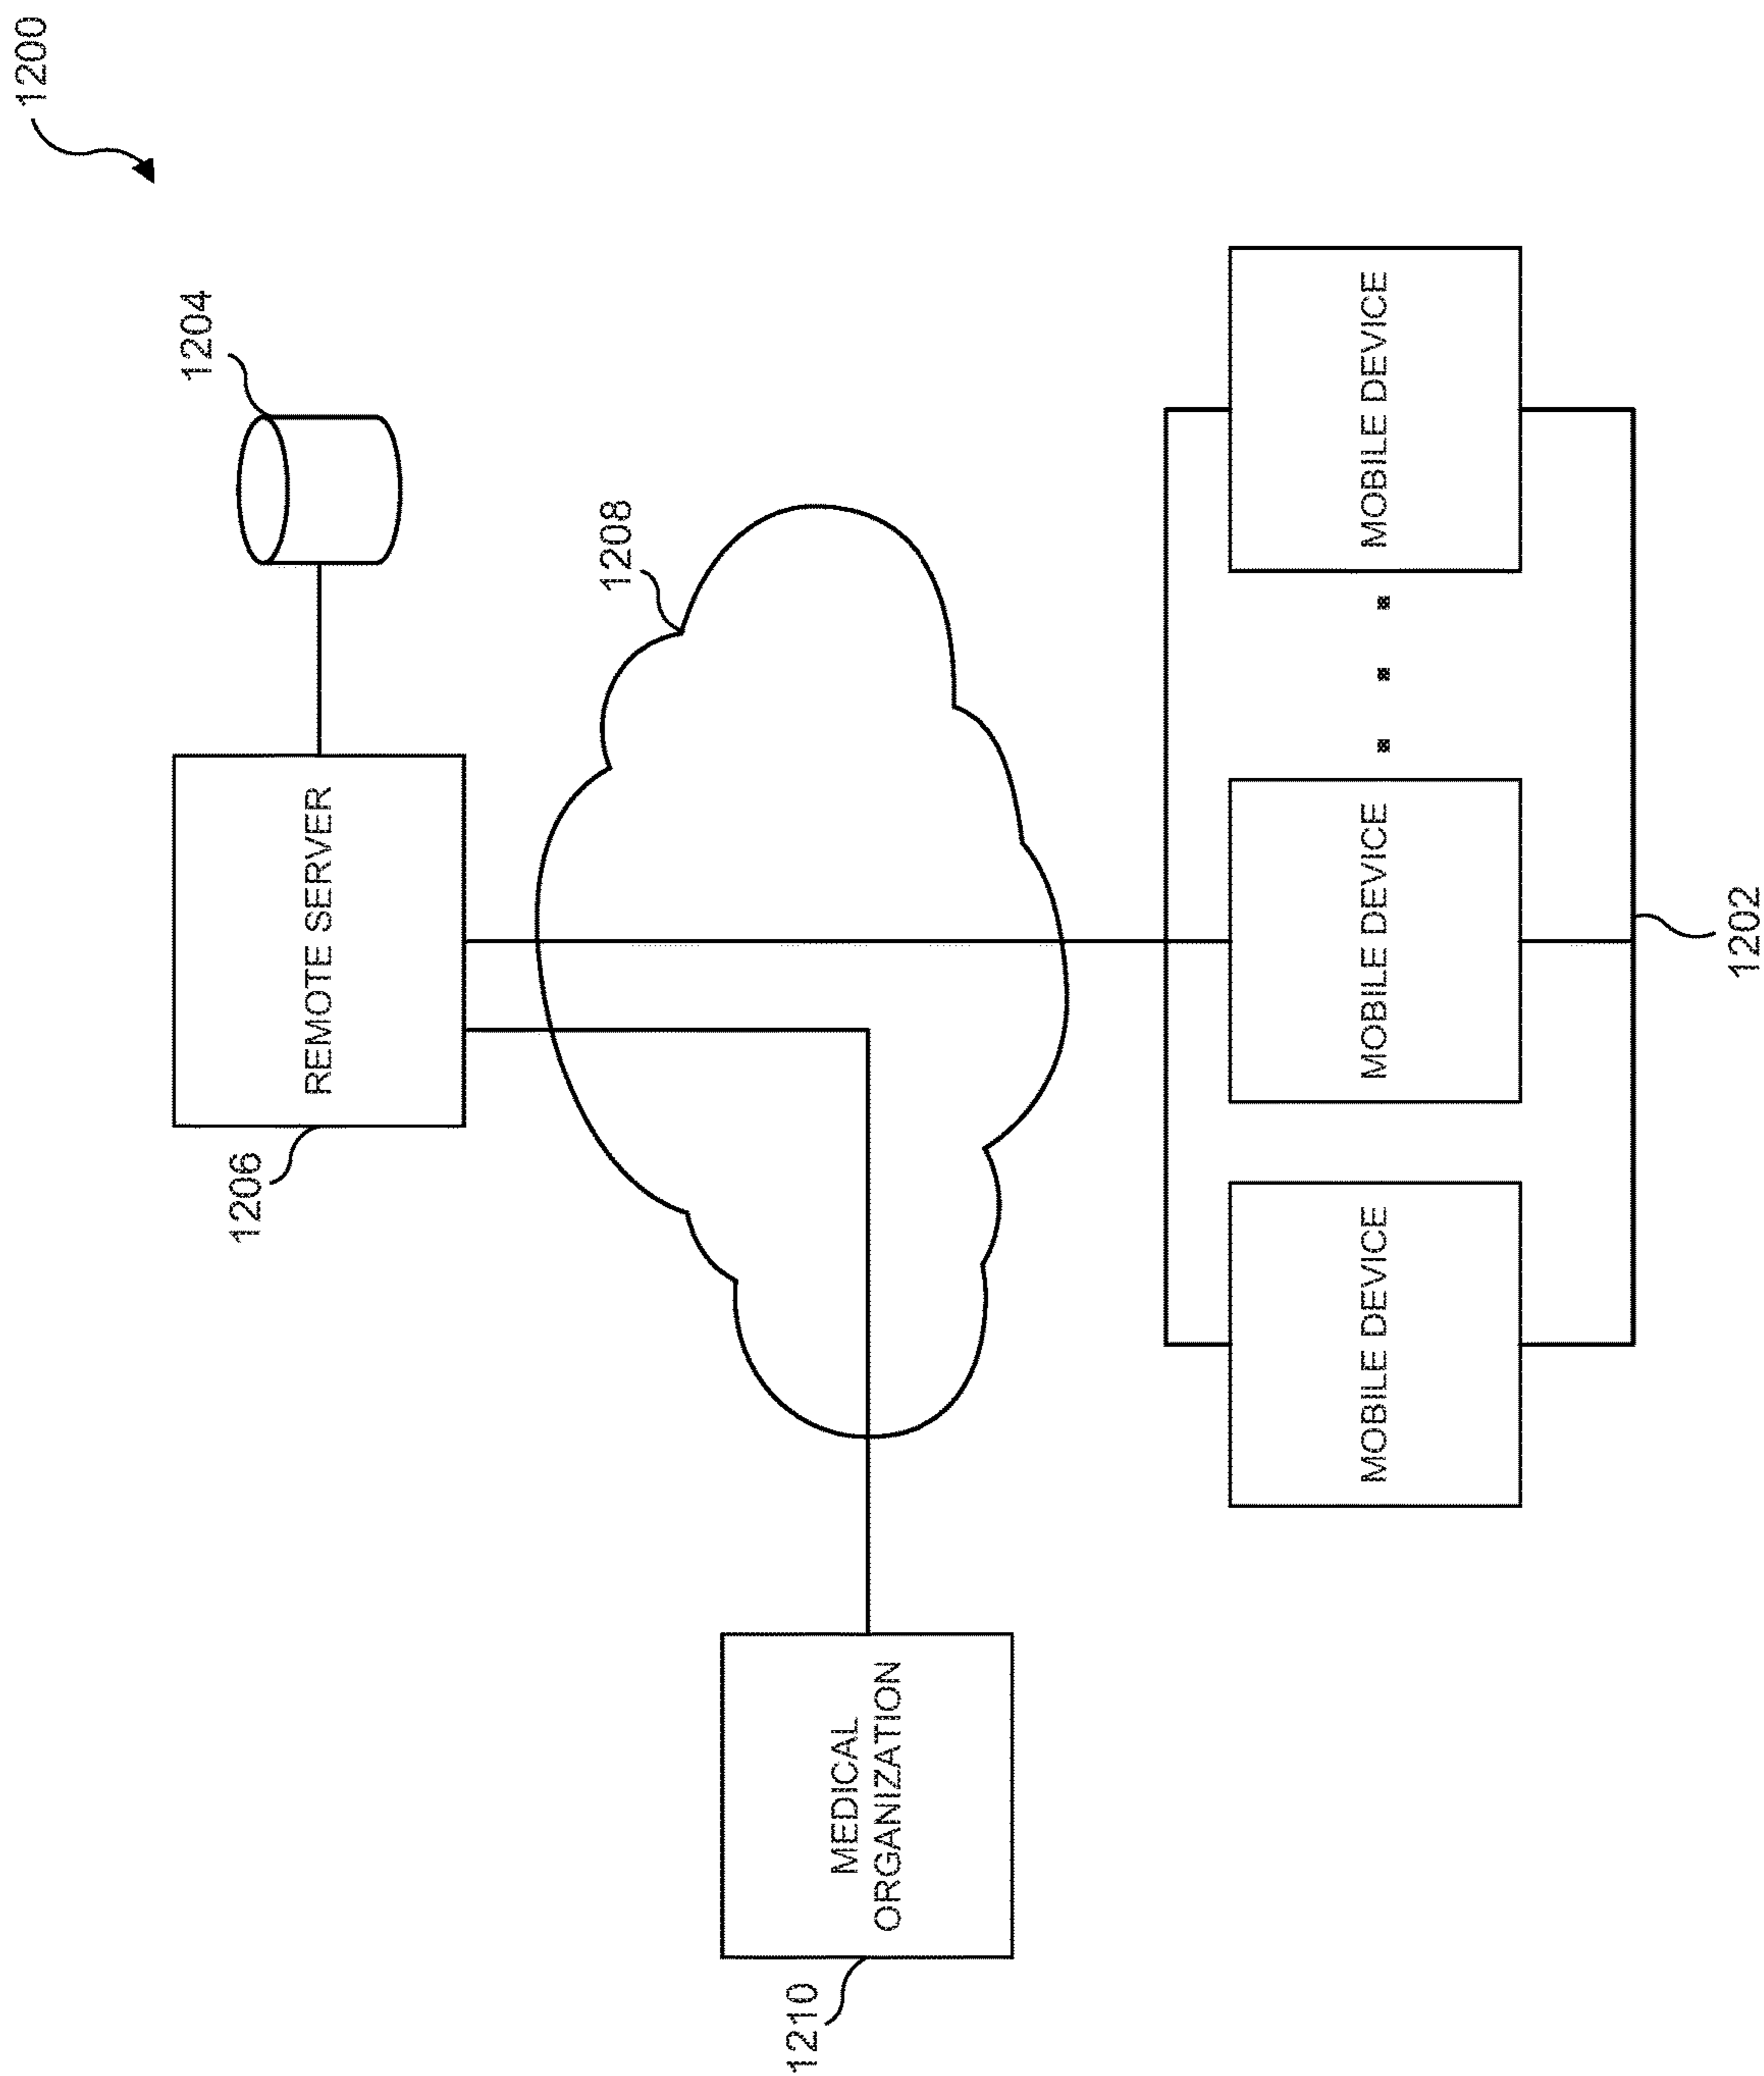 1200
1204
REMOTE SERVER
1206
1208
MEDICAL
ORGANIZATION
1210
MOBILE DEVICE
MOBILE DEVICE
MOBILE DEVICE
1202